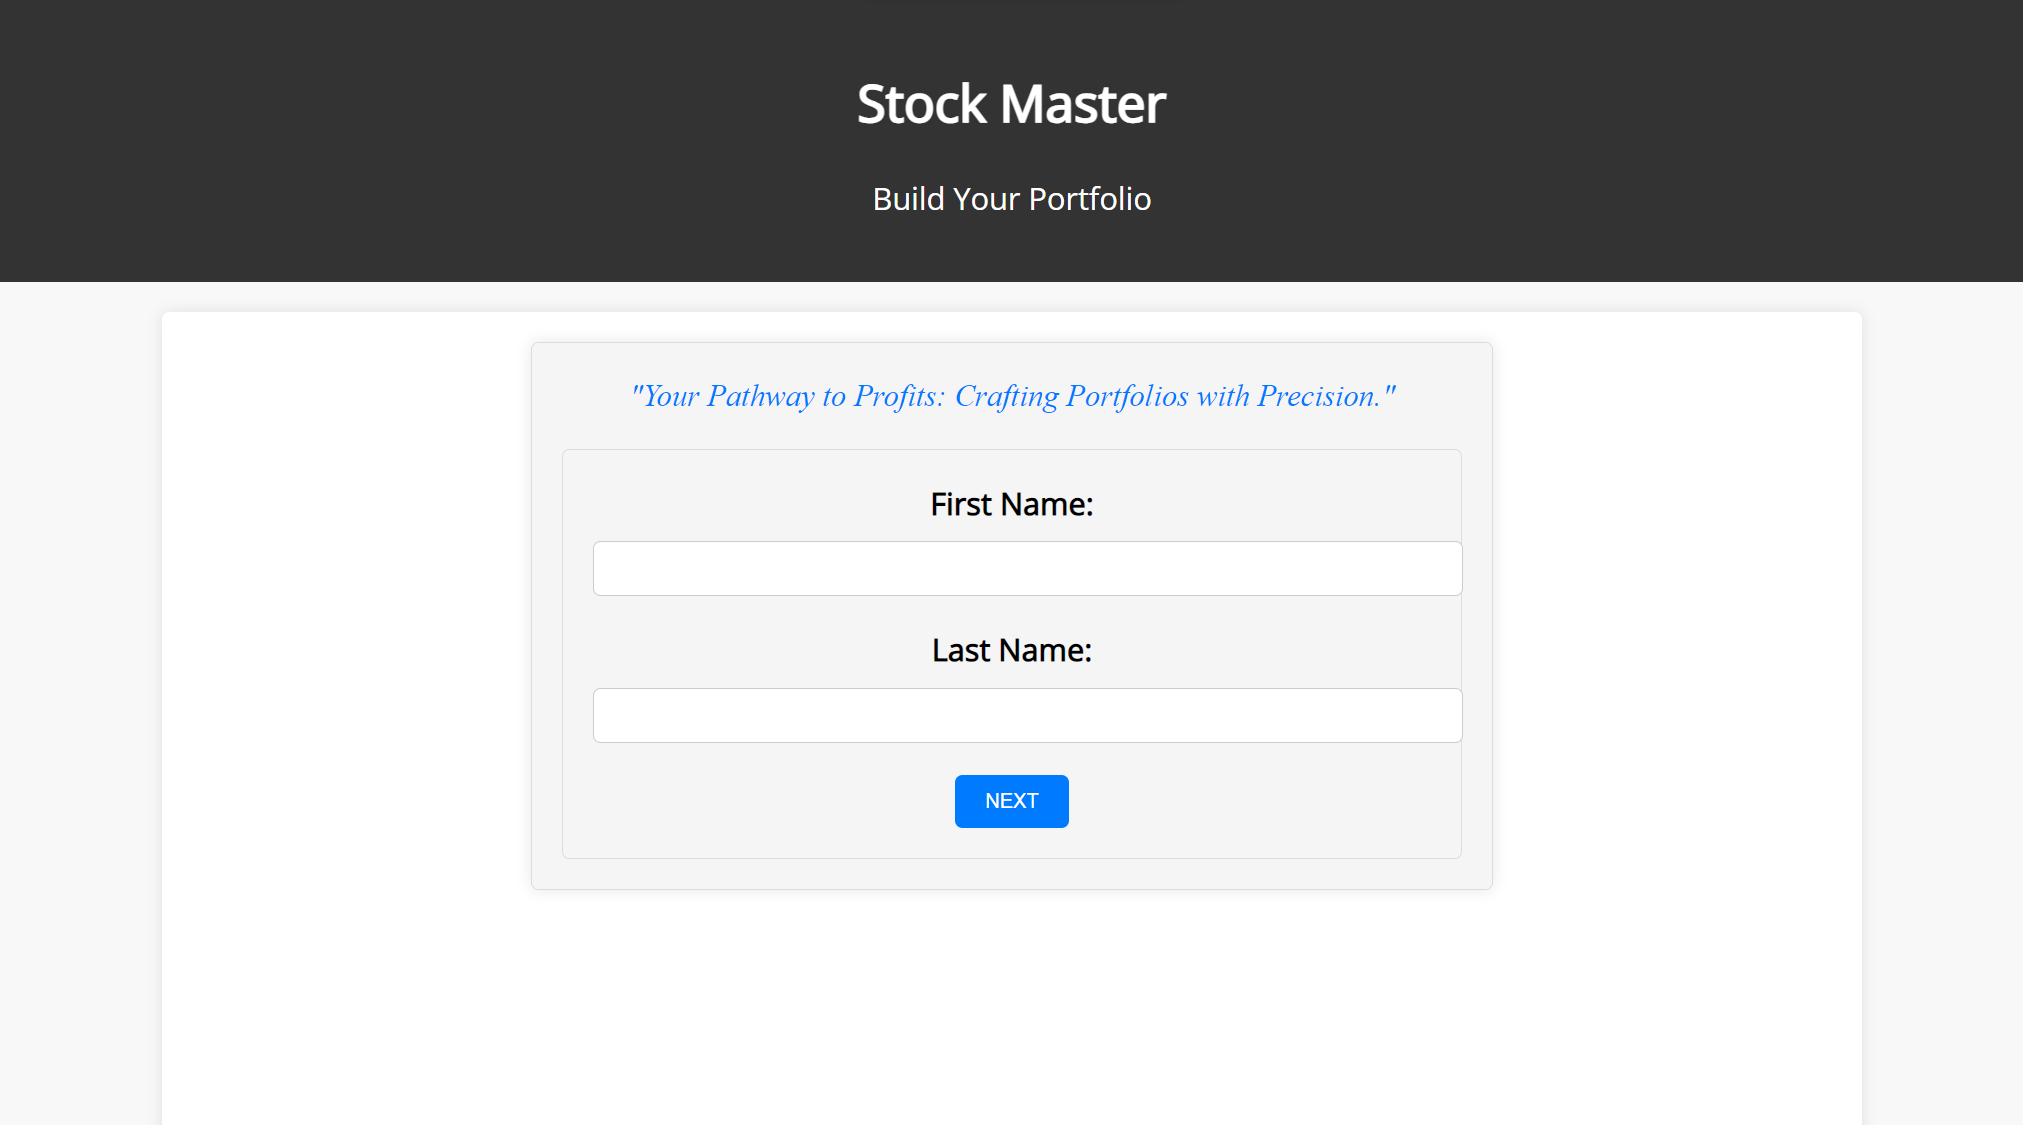 Stock Master
Build Your Portfolio
"Your Pathway to Profits: Crafting Portfolios with Precision."
First Name:
Last Name:
NEXT